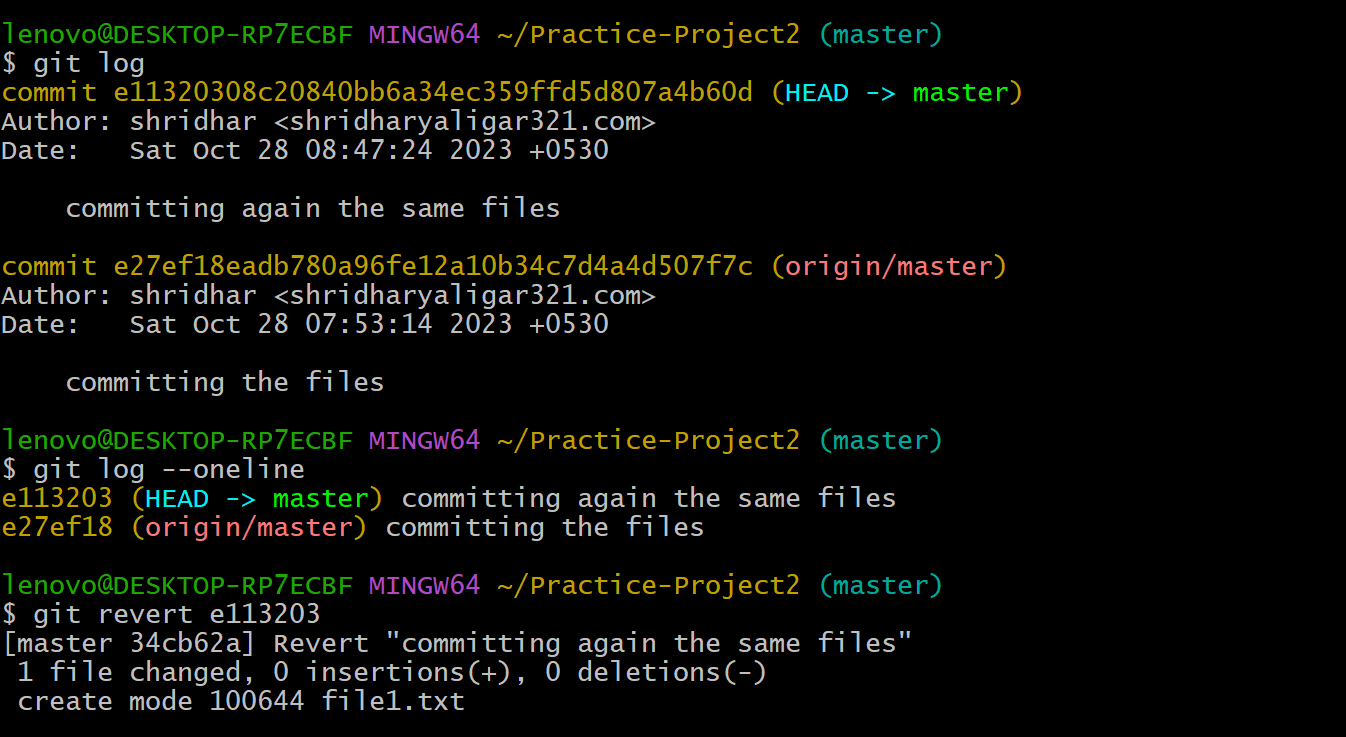 lenovo@DESKTOP-RP7ECBF MINGW64 ~/Practice-Project2 (master)
$ git log
commit e11320308c20840bb6a34ec359ffd5d807a4b60d (HEAD -> master)
Author: shridhar <shridharyaligar321.com>
Date:   Sat Oct 28 08:47:24 2023 +0530
    committing again the same files
commit e27ef18eadb780a96fe12a10b34c7d4a4d507f7c (origin/master)
Author: shridhar <shridharyaligar321.com>
Date:   Sat Oct 28 07:53:14 2023 +0530
    committing the files
lenovo@DESKTOP-RP7ECBF MINGW64 ~/Practice-Project2 (master)
$ git log --oneline
e113203 (HEAD -> master) committing again the same files
e27ef18 (origin/master) committing the files
lenovo@DESKTOP-RP7ECBF MINGW64 ~/Practice-Project2 (master)
$ git revert e113203
[master 34cb62a] Revert "committing again the same files"
 1 file changed, 0 insertions(+), 0 deletions(-)
 create mode 100644 file1.txt